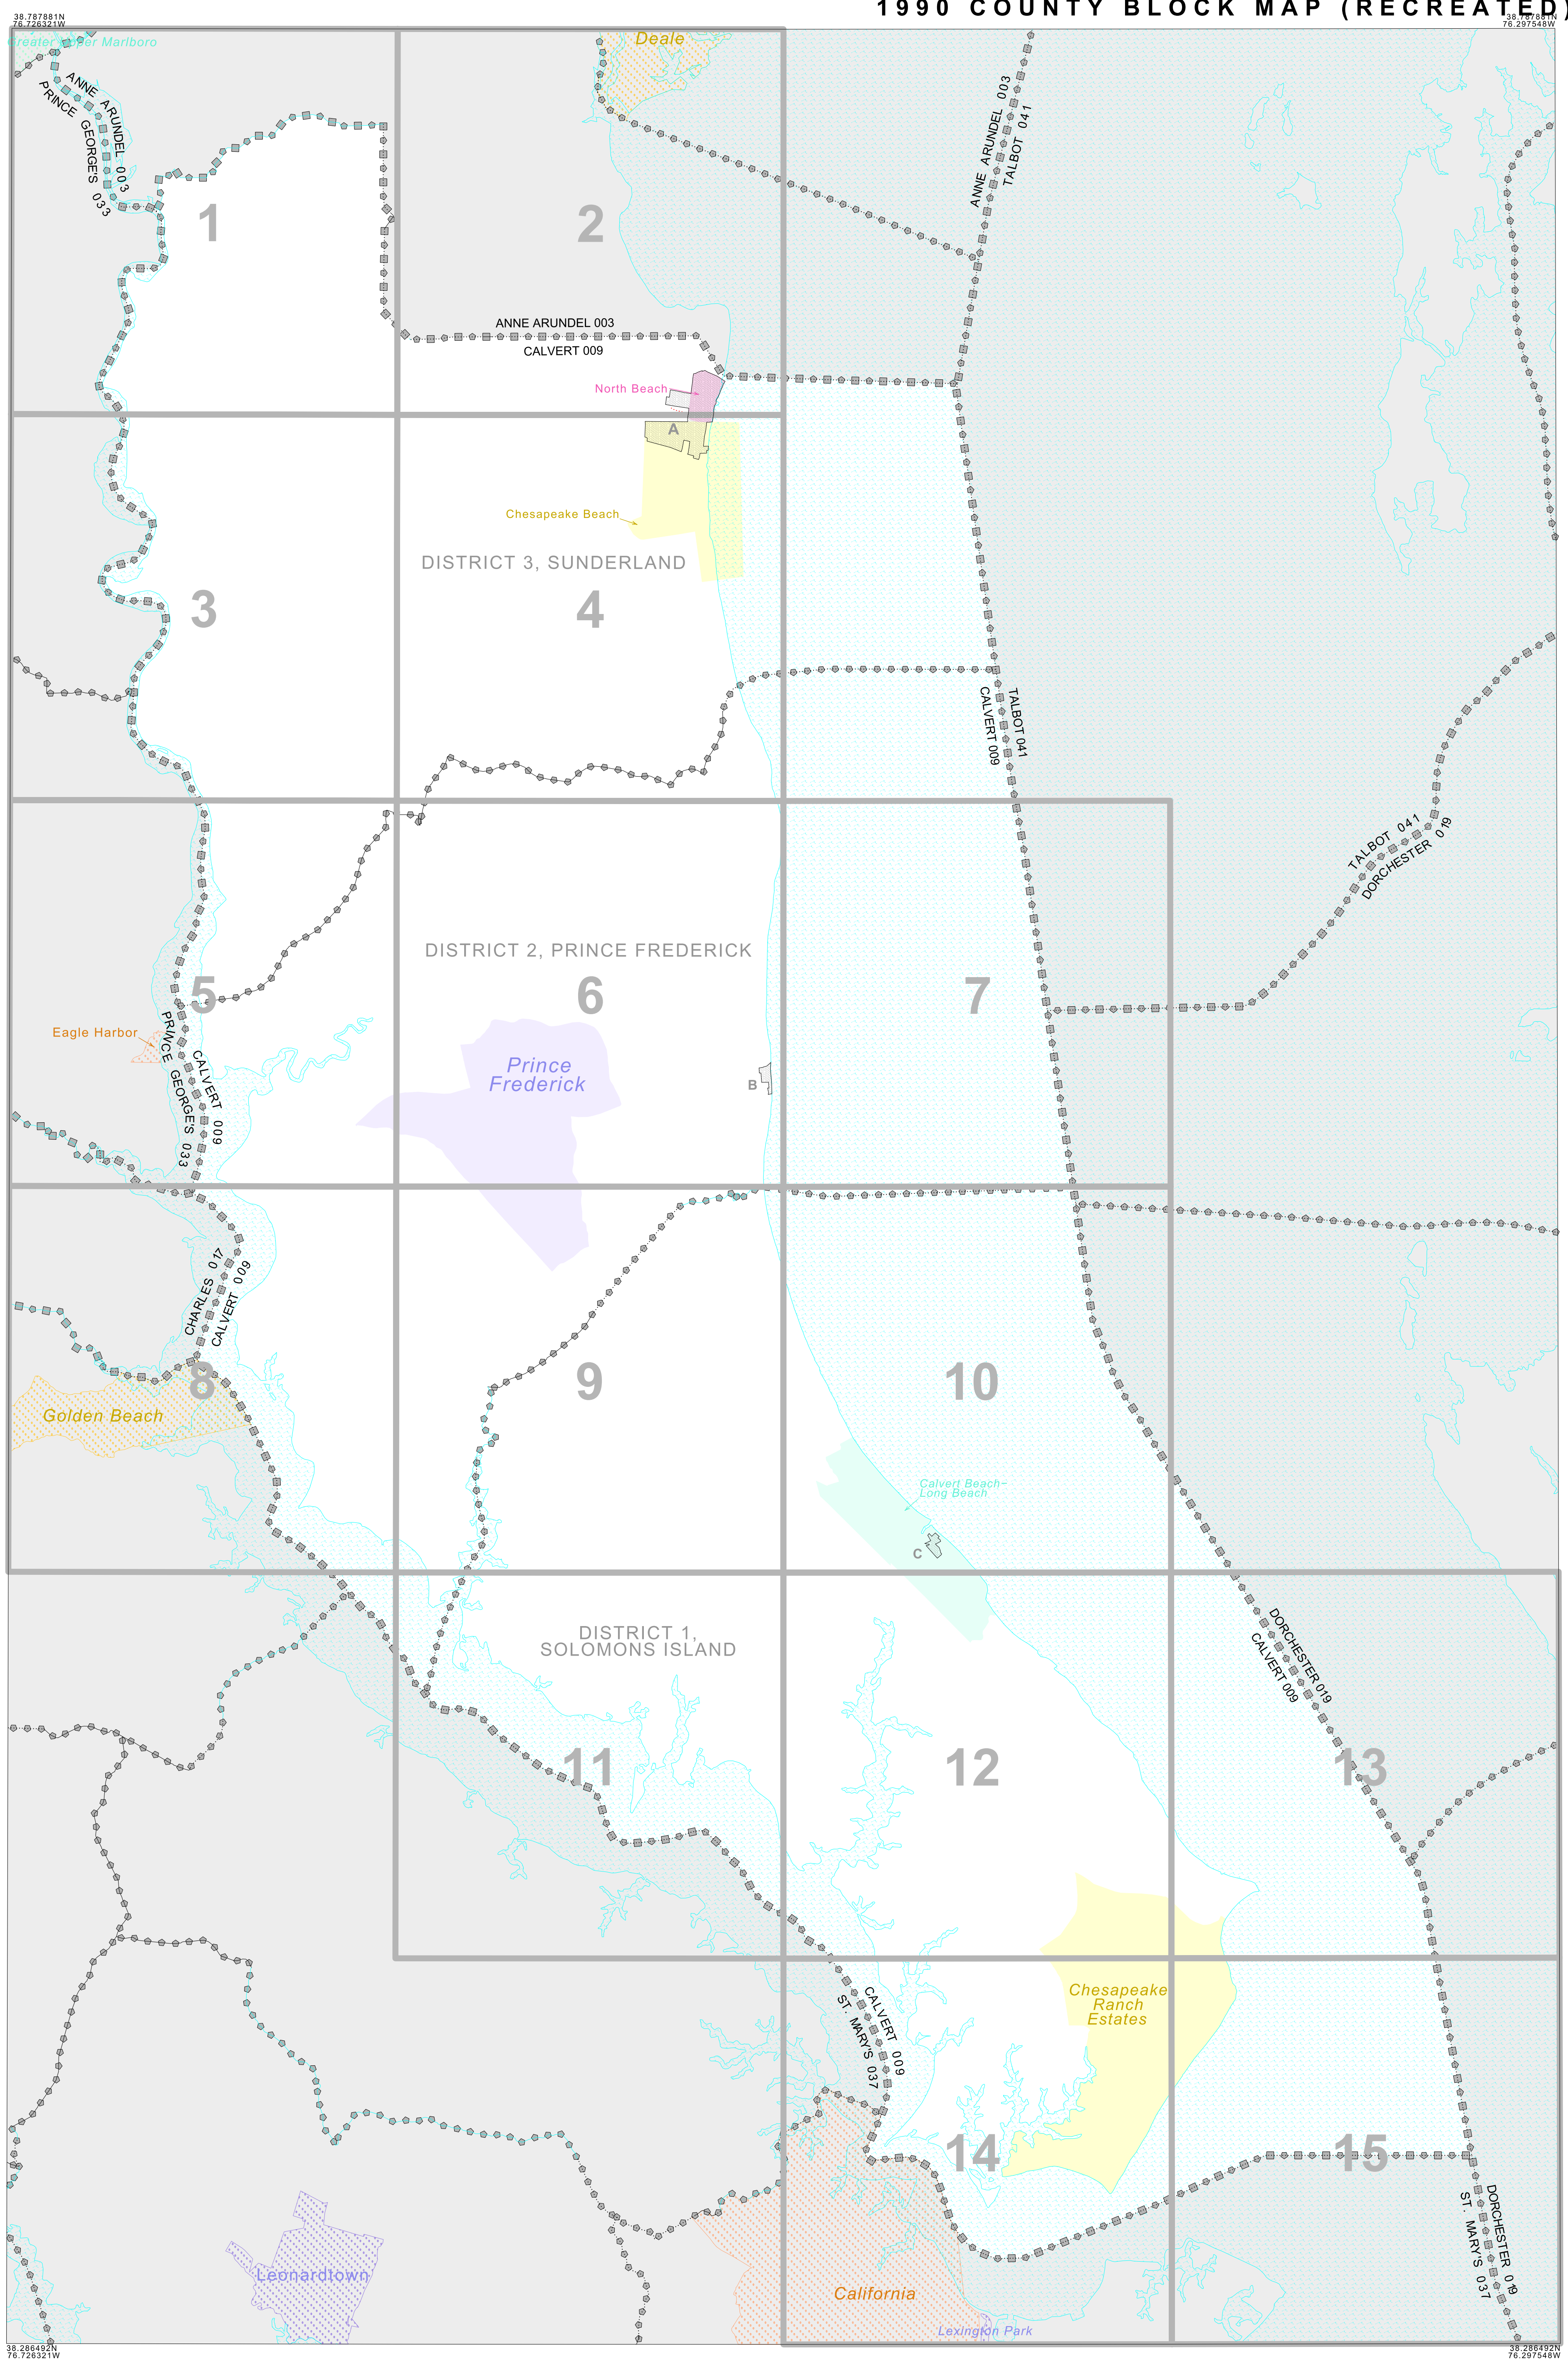 1990 COUNTY BLOCK MAP (RECREATED)
38.787881N
76.726321W
38.787881N
76.297548W
Greater Upper Marlboro
Deale
ANNE ARUNDEL 003
PRINCE GEORGE'S 033
ANNE ARUNDEL 003
TALBOT 041
1
2
ANNE ARUNDEL 003
CALVERT 009
North Beach
A
Chesapeake Beach
DISTRICT 3, SUNDERLAND
3
4
TALBOT 041
CALVERT 009
TALBOT 041
DORCHESTER 019
DISTRICT 2, PRINCE FREDERICK
5
6
7
Eagle Harbor
PRINCE GEORGE'S 033
CALVERT 009
Prince
Frederick
B
CHARLES 017
CALVERT 009
8
9
10
Golden Beach
Calvert Beach-
Long Beach
C
DISTRICT 1,
SOLOMONS ISLAND
DORCHESTER 019
CALVERT 009
11
12
13
Chesapeake
Ranch
Estates
CALVERT 009
ST. MARY'S 037
14
15
DORCHESTER 019
ST. MARY'S 037
Leonardtown
California
Lexington Park
38.286492N
76.726321W
38.286492N
76.297548W